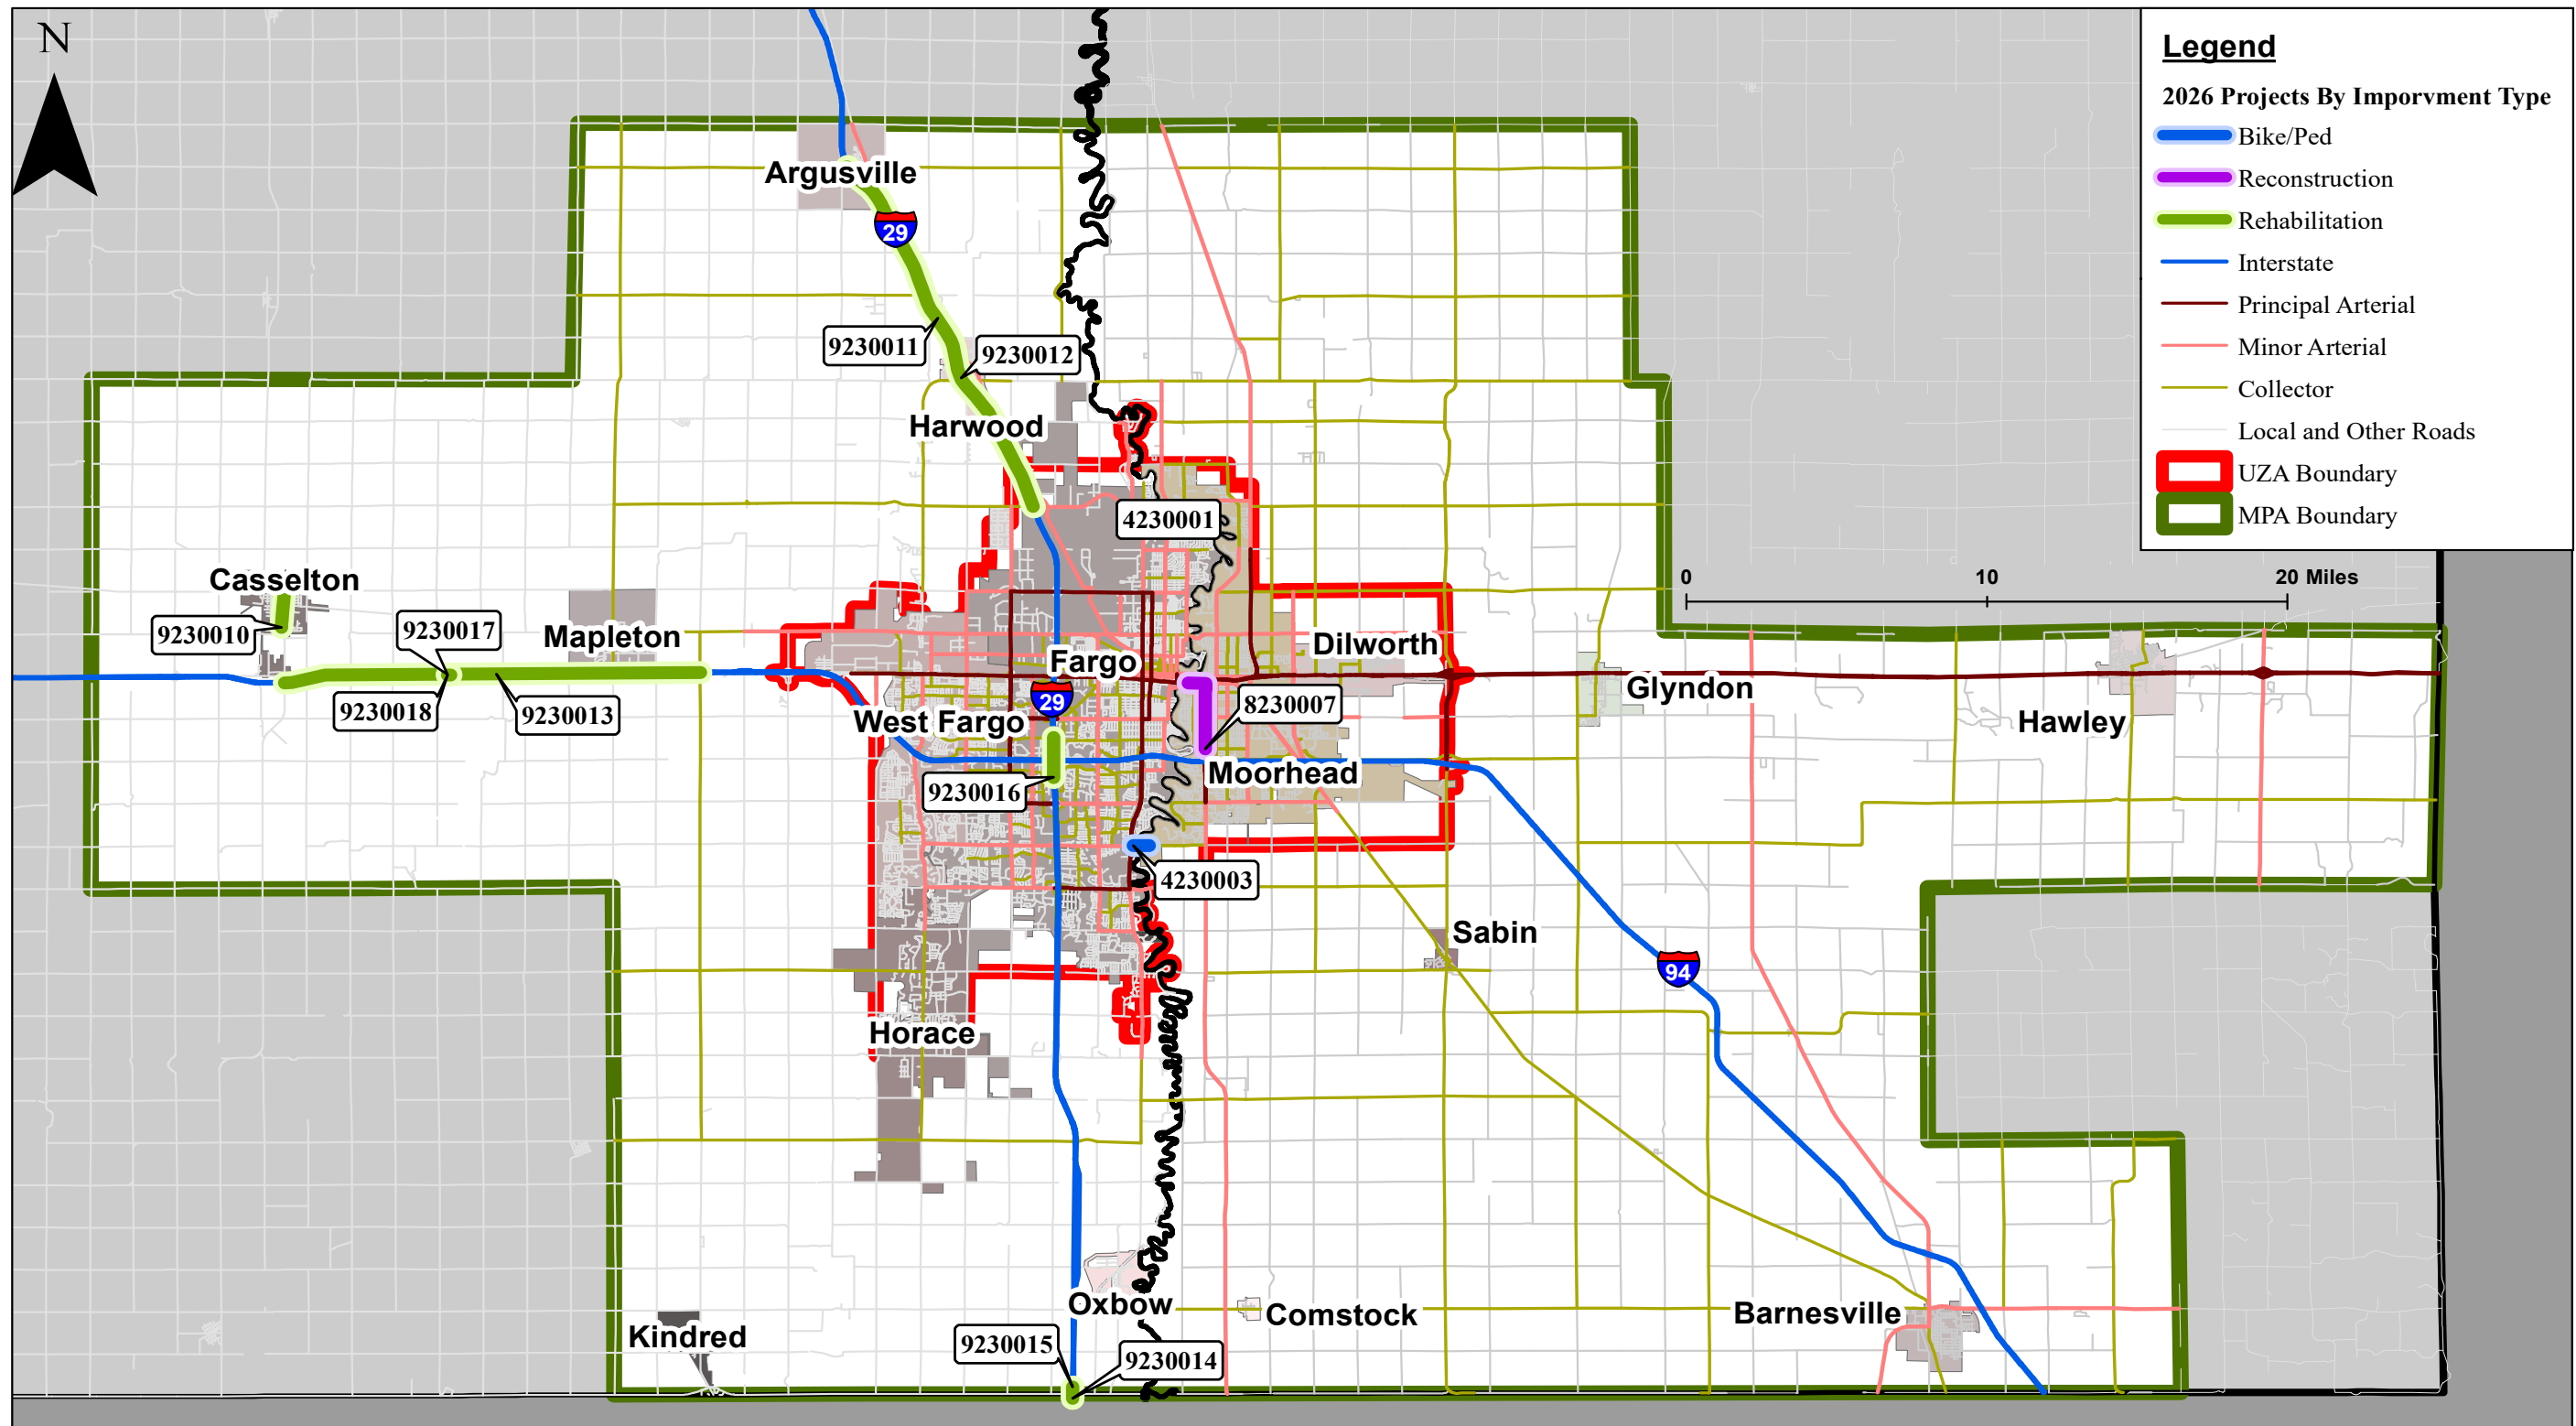 N
Legend
2026 Projects By Imporvment Type
Bike/Ped
Reconstruction
Rehabilitation
Interstate
Principal Arterial
Minor Arterial
Collector
Local and Other Roads
UZA Boundary
MPA Boundary
0 10 20 Miles
Argusville
29
9230011
9230012
Harwood
4230001
Casselton
9230010
9230017
Mapleton
9230018
9230013
Fargo
Dilworth
29
8230007
West Fargo
Glyndon
Hawley
9230016
Moorhead
4230003
Sabin
94
Horace
Oxbow
Comstock
Barnesville
Kindred
9230015
9230014